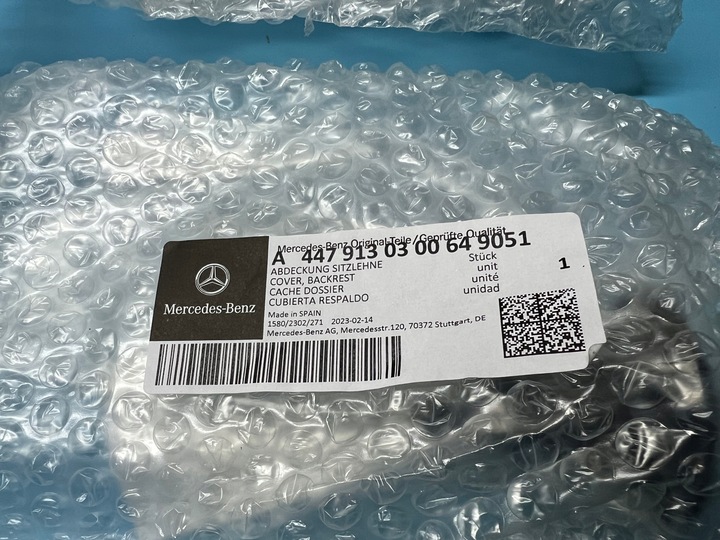 Mercedes-Benz Original Teile/Geprüfte Qualität
A 447 913 03 00 64 9051
ABDECKUNG SITZLEHNE
COVER, BACKREST
CACHE DOSSIER
CUBIERTA RESPALDO
Stück
unit
unité
unidad
1
Mercedes-Benz
Made in SPAIN
1580/2302/271 2023-02-14
Mercedes-Benz AG, Mercedesstr.120, 70372 Stuttgart, DE